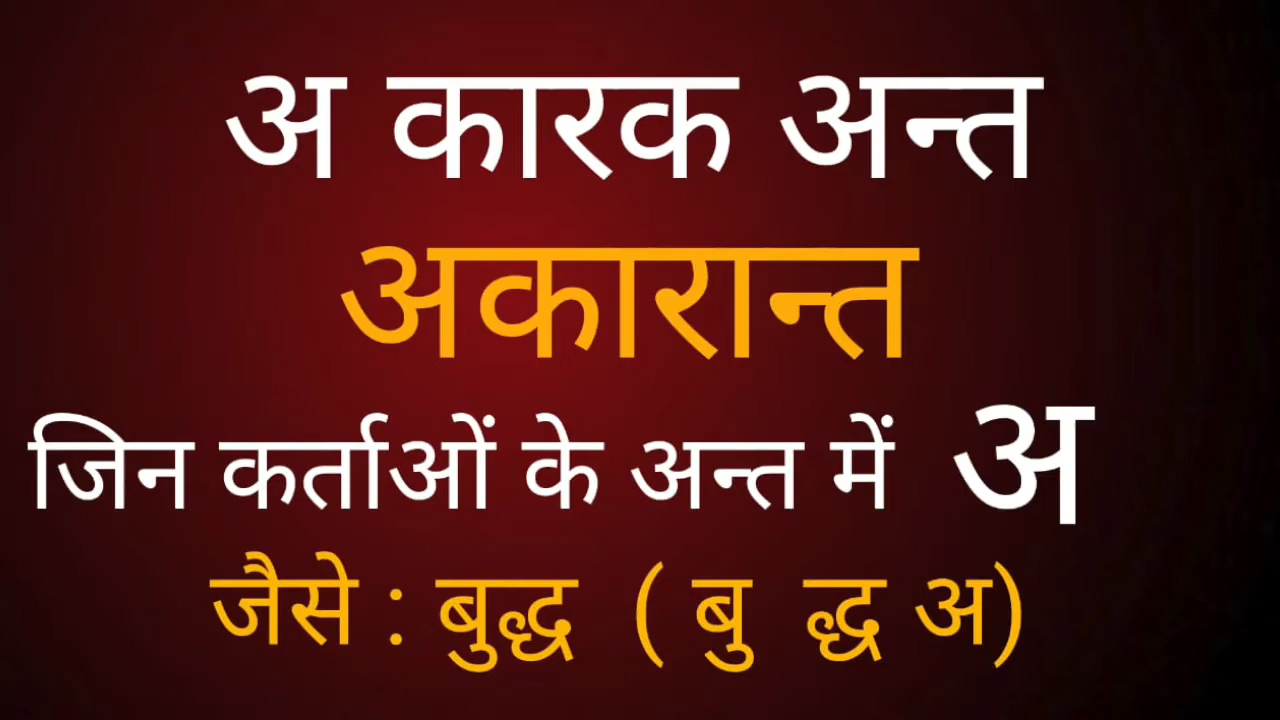 अ कारक अन्त
अकारान्त
जिन कर्ताओं के अन्त में अ
जैसे : बुद्ध ( बु द्ध अ)